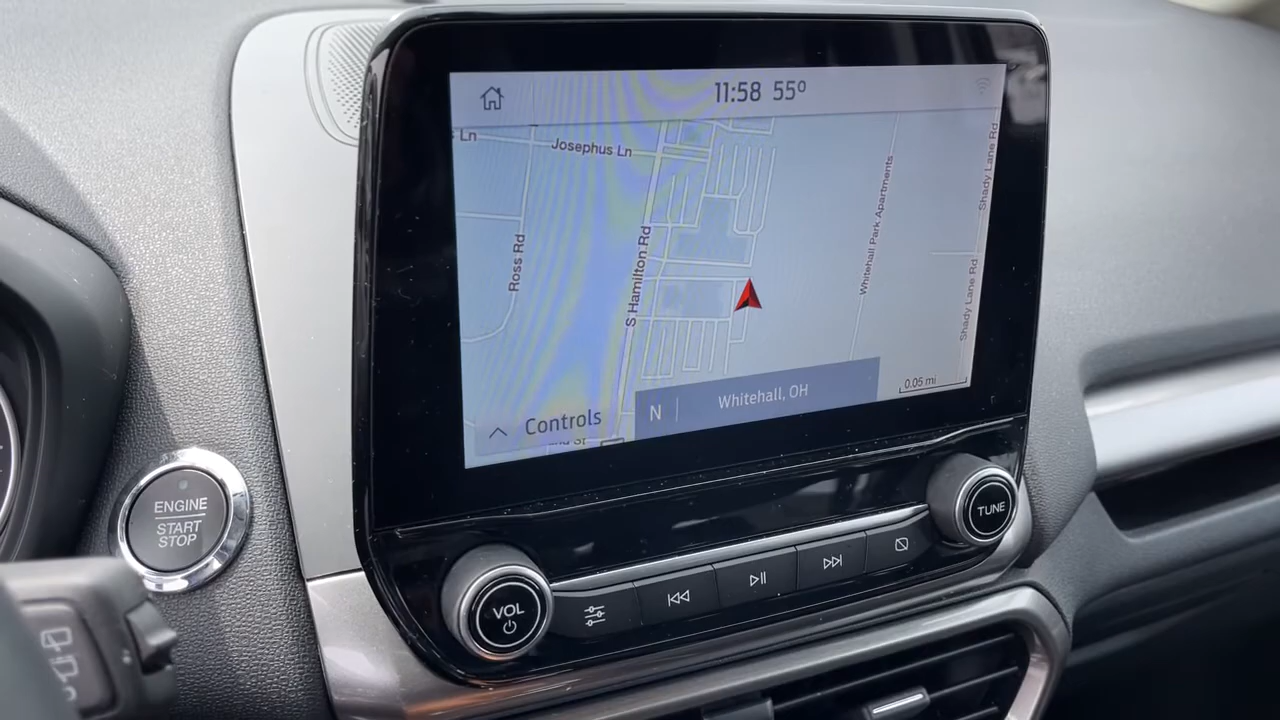 11:58 55°
s Ln
Josephus Ln
Ross Rd
S Hamilton Rd
Whitehall Park Apartments
Shady Lane Rd
Shady Lane Rd
0.05 mi
N | Whitehall, OH
Controls
ENGINE
START
STOP
VOL
TUNE